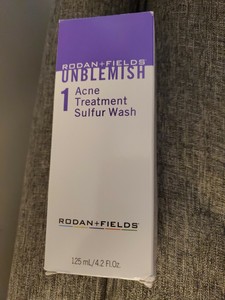 RODAN+FIELDS
UNBLEMISH
1 Acne
Treatment
Sulfur Wash
RODAN+FIELDS
125 mL/4.2 Fl.Oz.